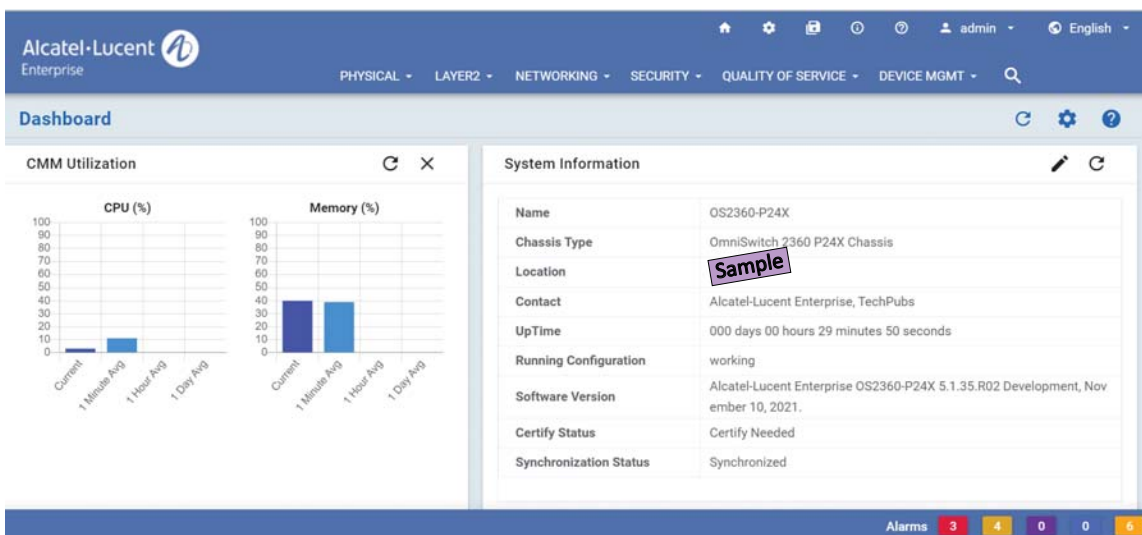 admin
English
Alcatel·Lucent
Enterprise
PHYSICAL
LAYER2
NETWORKING
SECURITY
QUALITY OF SERVICE
DEVICE MGMT
Dashboard
CMM Utilization
CPU (%)
100
90
80
70
60
50
40
30
20
10
0
Current
1 Minute Avg
1 Hour Avg
1 Day Avg
Memory (%)
100
90
80
70
60
50
40
30
20
10
0
Current
1 Minute Avg
1 Hour Avg
1 Day Avg
System Information
Name OS2360-P24X
Chassis Type OmniSwitch 2360 P24X Chassis
Location Sample
Contact Alcatel-Lucent Enterprise, TechPubs
UpTime 000 days 00 hours 29 minutes 50 seconds
Running Configuration working
Software Version Alcatel-Lucent Enterprise OS2360-P24X 5.1.35.R02 Development, Nov
ember 10, 2021.
Certify Status Certify Needed
Synchronization Status Synchronized
Alarms 3 4 0 0 6